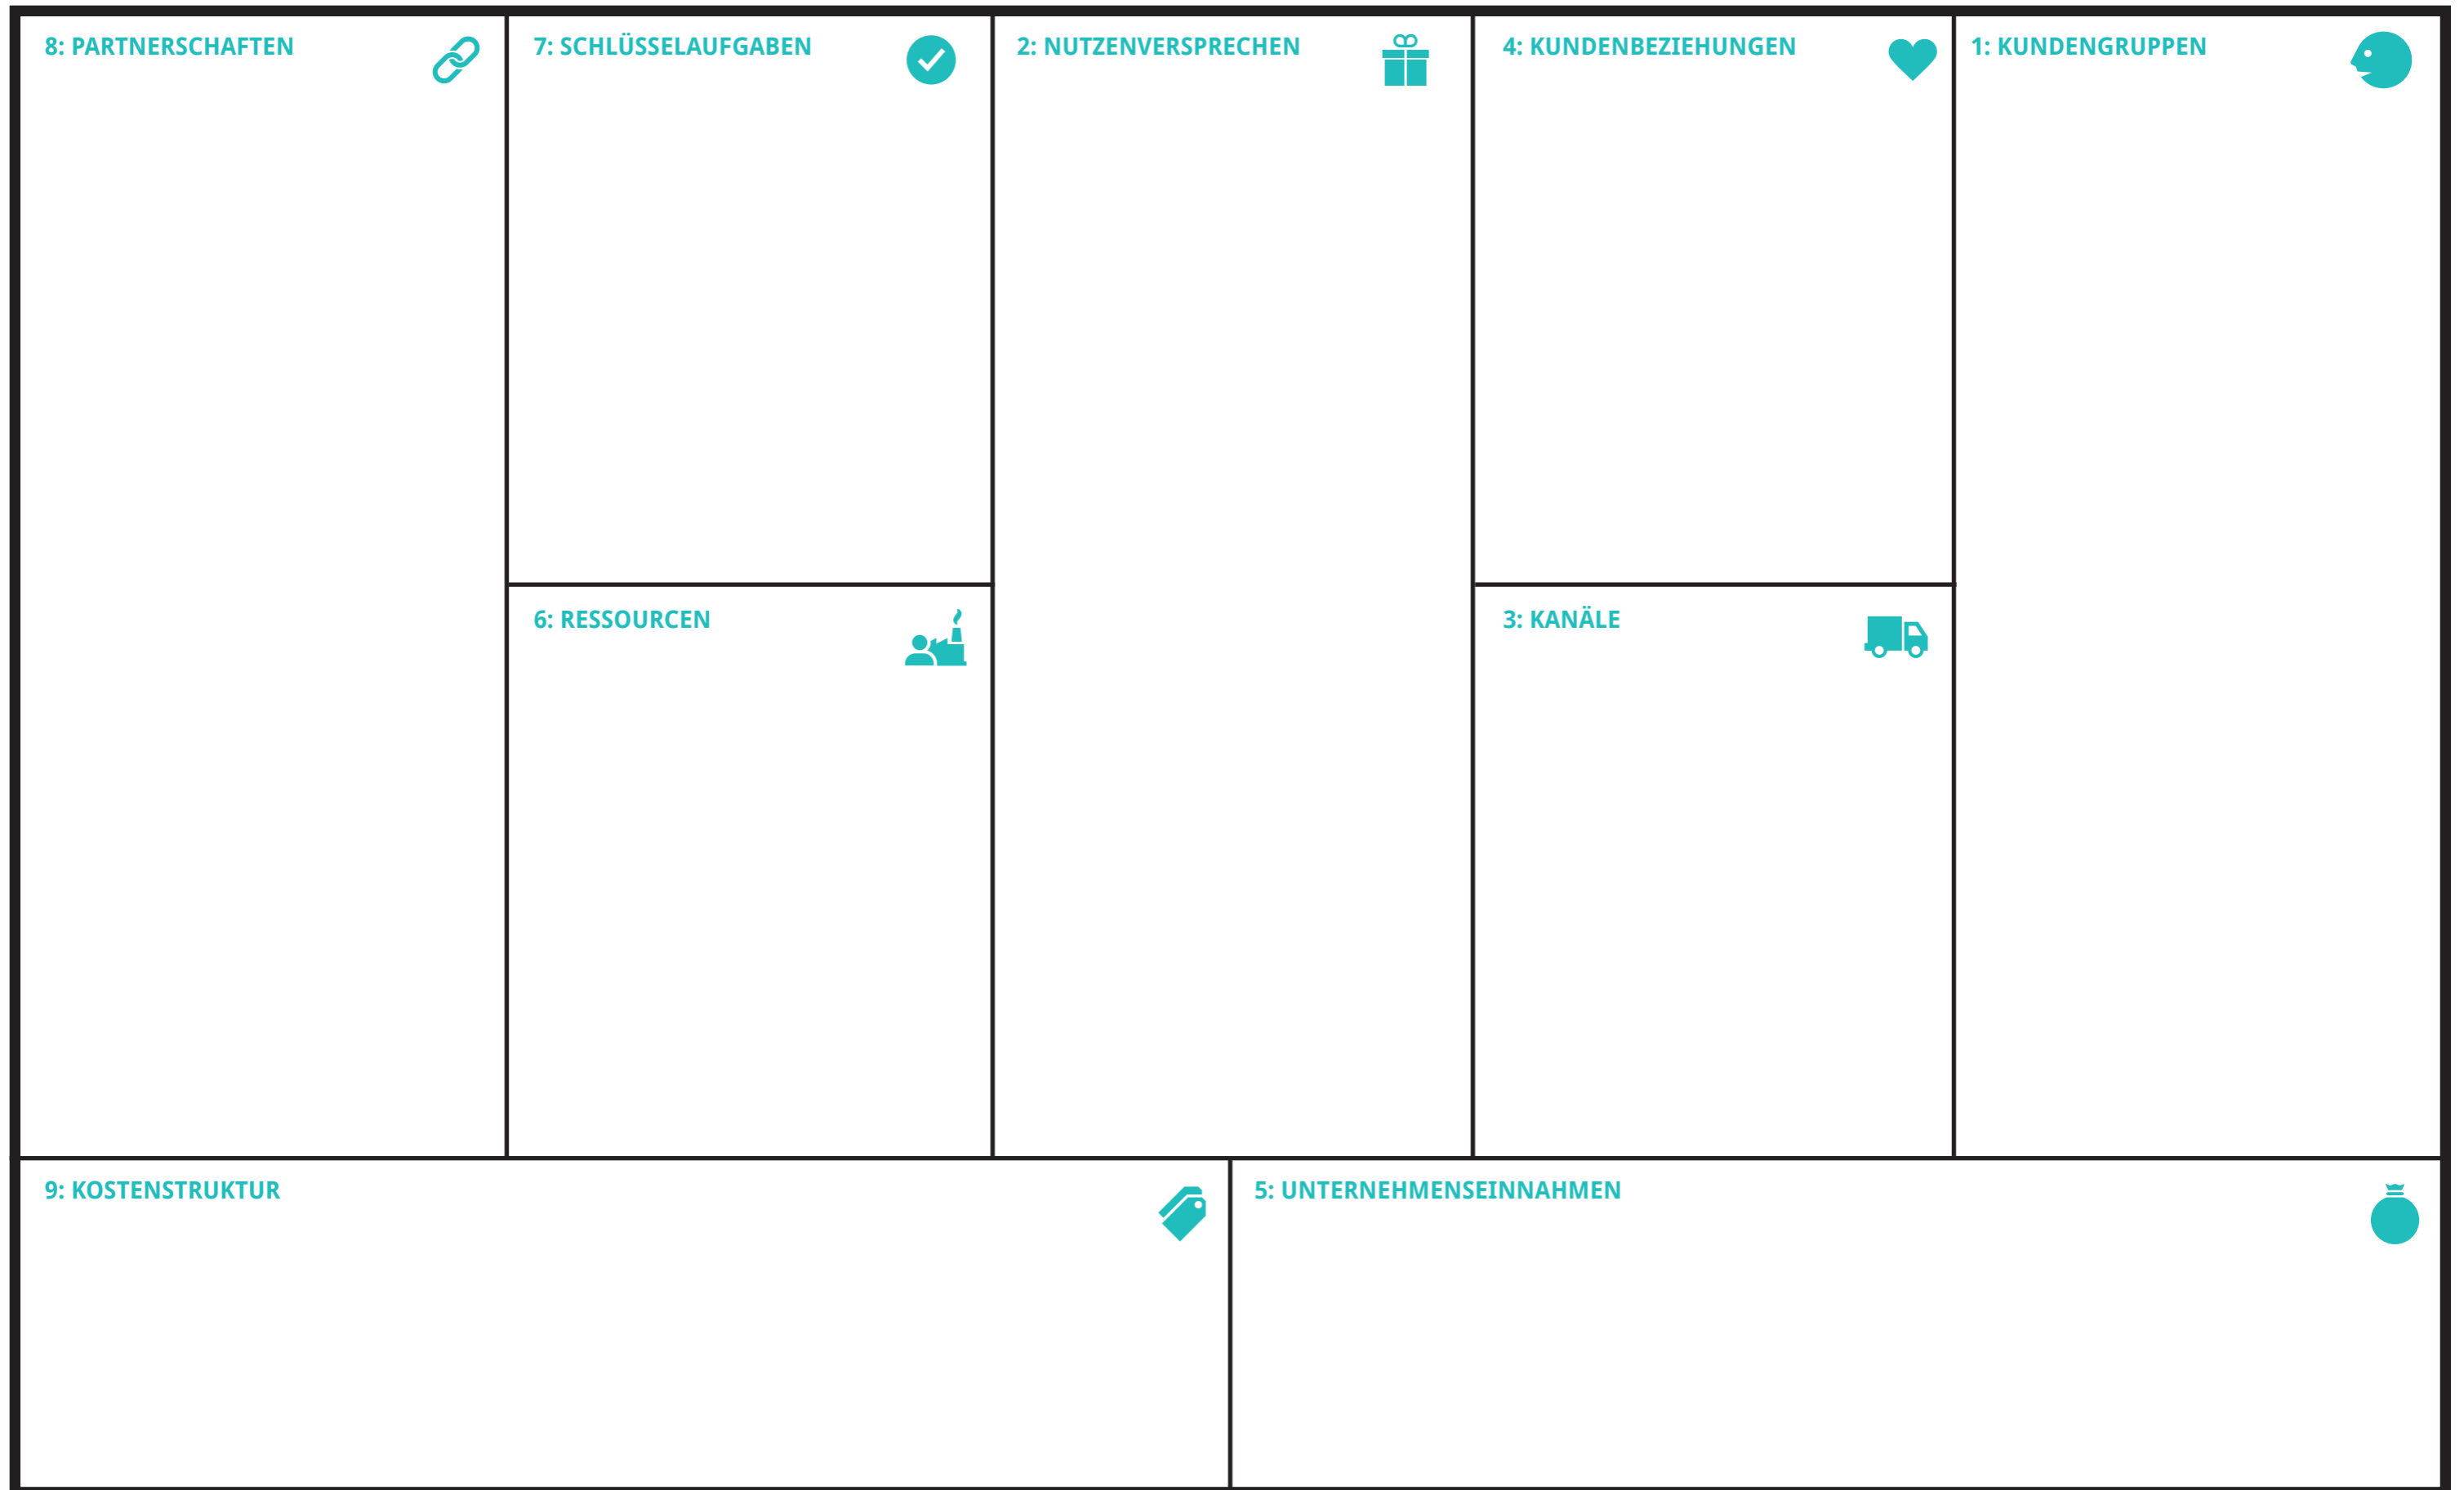 8: PARTNERSCHAFTEN
7: SCHLÜSSELAUFGABEN
2: NUTZENVERSPRECHEN
4: KUNDENBEZIEHUNGEN
1: KUNDENGRUPPEN
6: RESSOURCEN
3: KANÄLE
9: KOSTENSTRUKTUR
5: UNTERNEHMENSEINNAHMEN